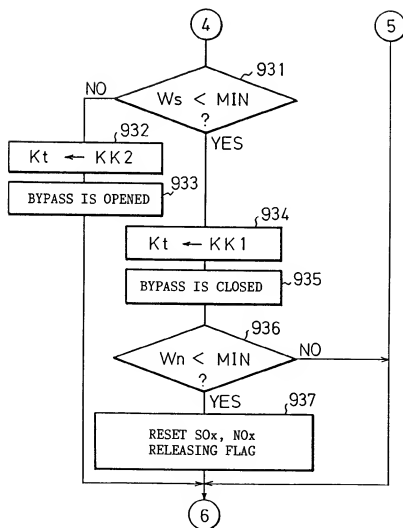 4
5
931
NO
Ws < MIN
?
932
YES
Kt ← KK2
933
BYPASS IS OPENED
934
Kt ← KK1
935
BYPASS IS CLOSED
936
Wn < MIN
?
NO
YES
937
RESET SOx, NOx
RELEASING FLAG
6